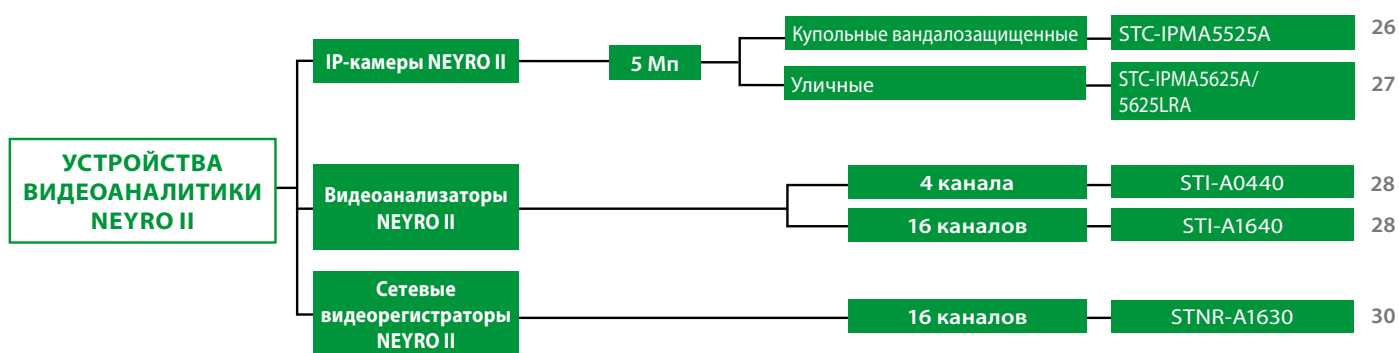 Купольные вандалозащищенные STC-IPMA5525A 26
IP-камеры NEYRO II 5 Мп
Уличные STC-IPMA5625A/ 27
5625LRA
УСТРОЙСТВА
ВИДЕОАНАЛИТИКИ
NEYRO II
Видеоанализаторы
NEYRO II
4 канала STI-A0440 28
16 каналов STI-A1640 28
Сетевые
видеорегистраторы
NEYRO II
16 каналов STNR-A1630 30